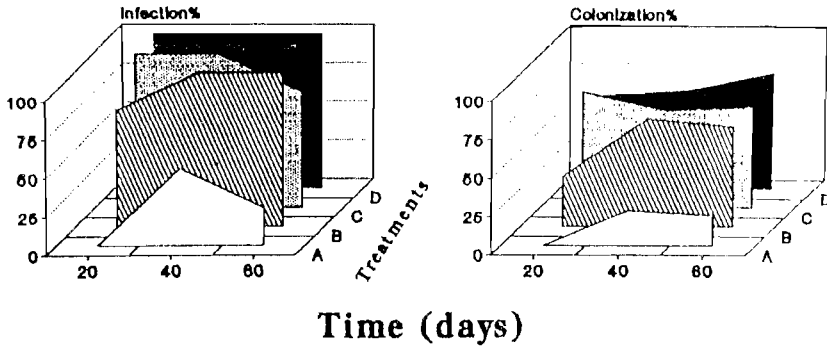 Infection%
100
75
50
25
0
20 40 60
A
B
C
D
Treatments
Colonization%
100
75
50
25
0
20 40 60
A
B
C
D
Time (days)